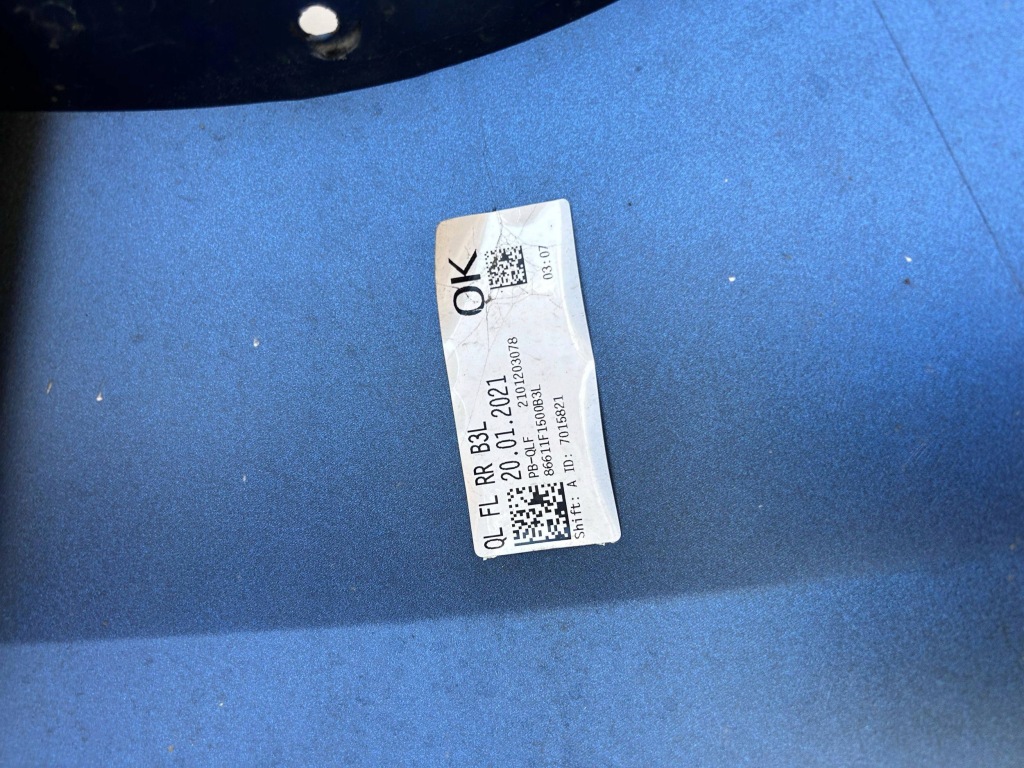 QL FL RR B3L
20.01.2021
PB-QLF 2101203078
86611F1500B3L
Shift: A ID: 7015821
OK
03:07